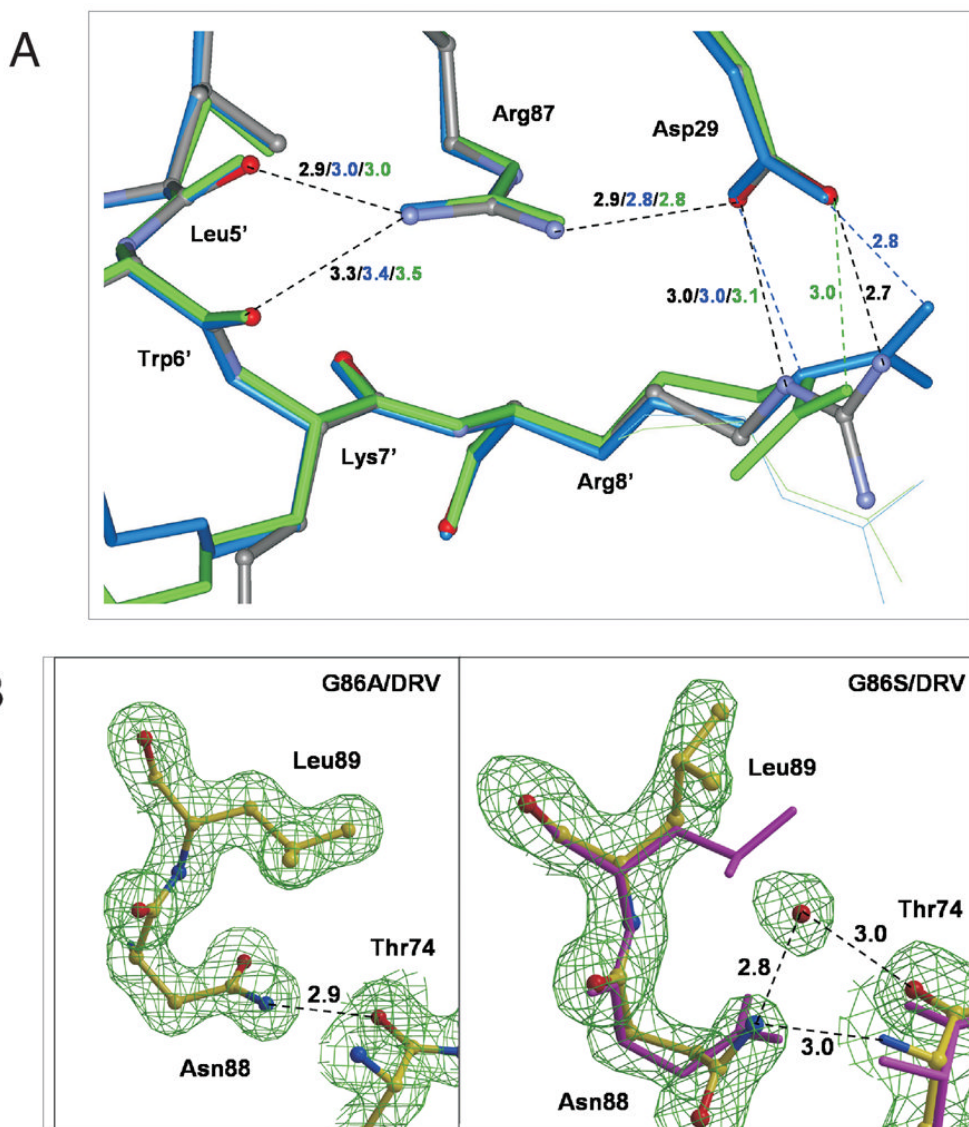 A
Arg87
Asp29
2.9/3.0/3.0
2.9/2.8/2.8
2.8
Leu5'
3.3/3.4/3.5
3.0/3.0/3.1
3.0
2.7
Trp6'
Lys7'
Arg8'
G86A/DRV
G86S/DRV
Leu89
Leu89
Thr74
Thr74
3.0
2.8
2.9
3.0
Asn88
Asn88